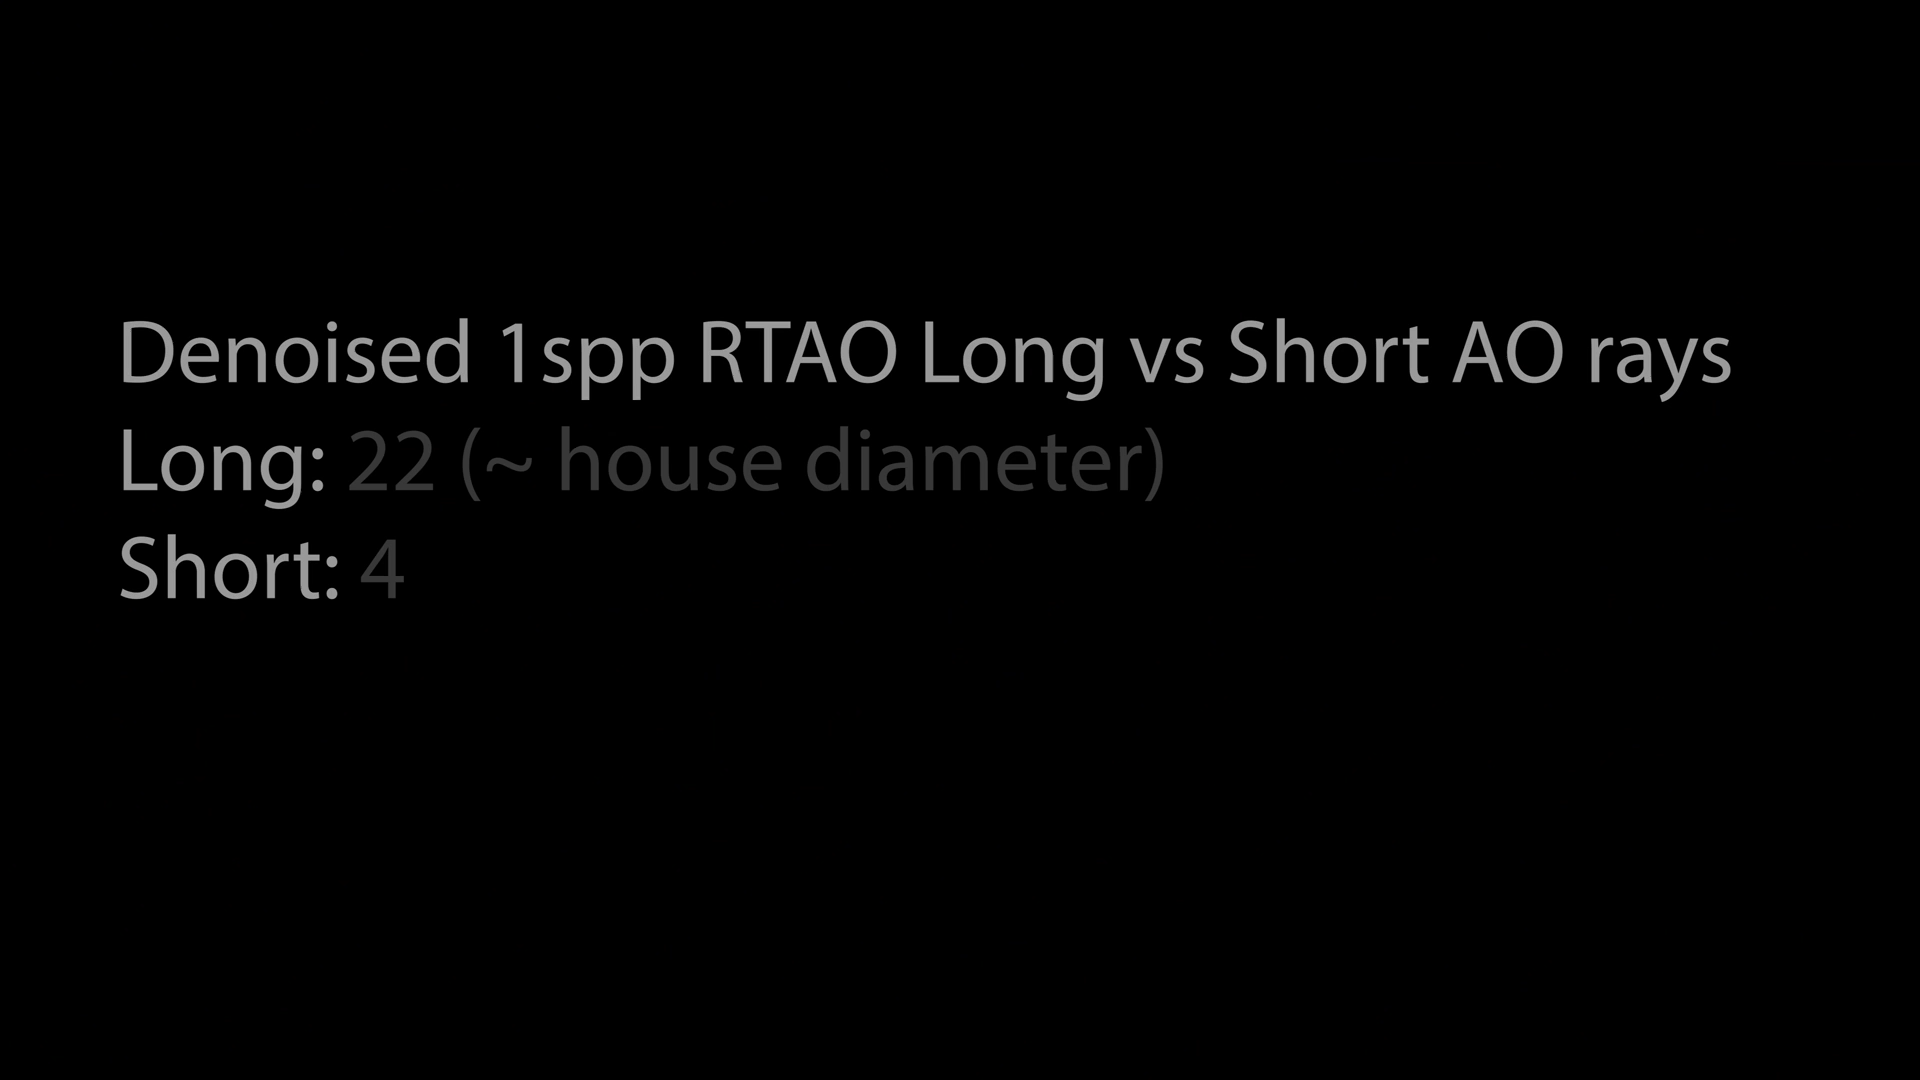 Denoised 1spp RTAO Long vs Short AO rays
Long: 22 (~ house diameter)
Short: 4